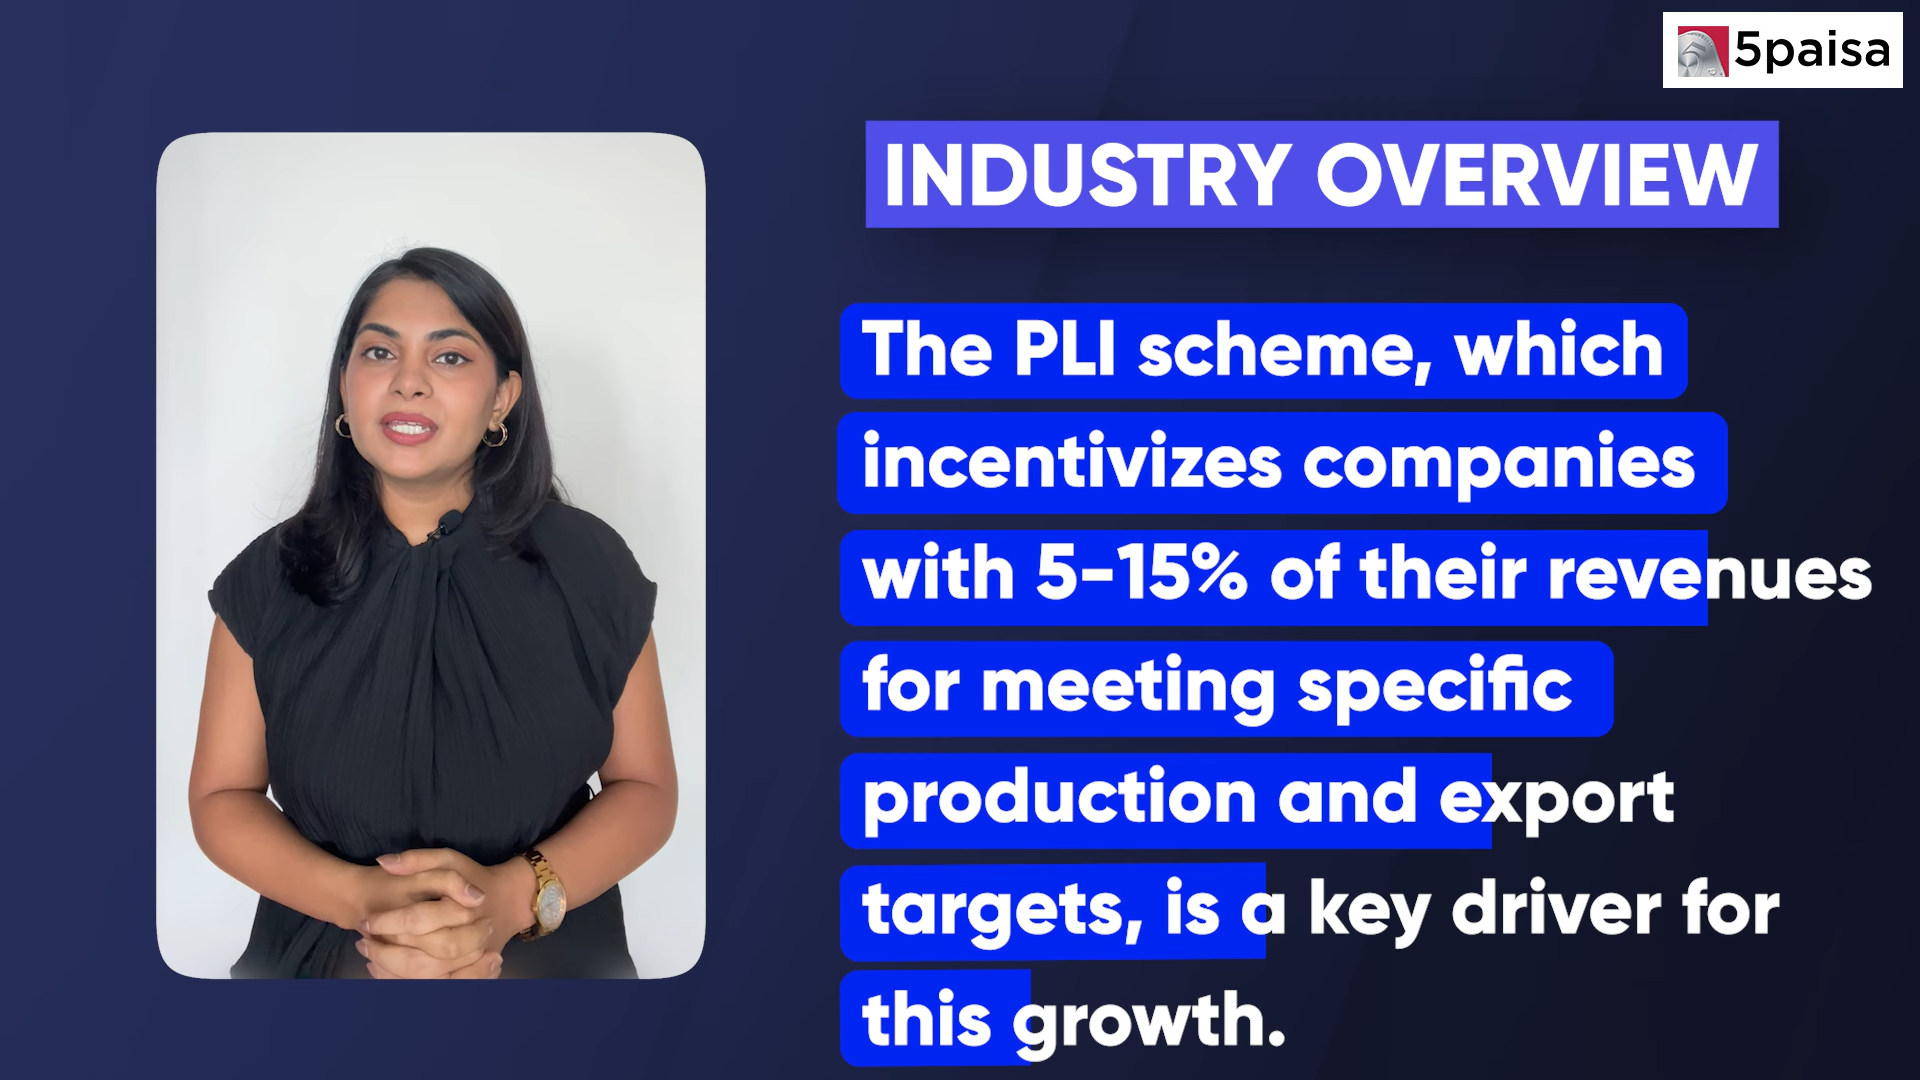 5paisa
INDUSTRY OVERVIEW
The PLI scheme, which
incentivizes companies
with 5-15% of their revenues
for meeting specific
production and export
targets, is a key driver for
this growth.